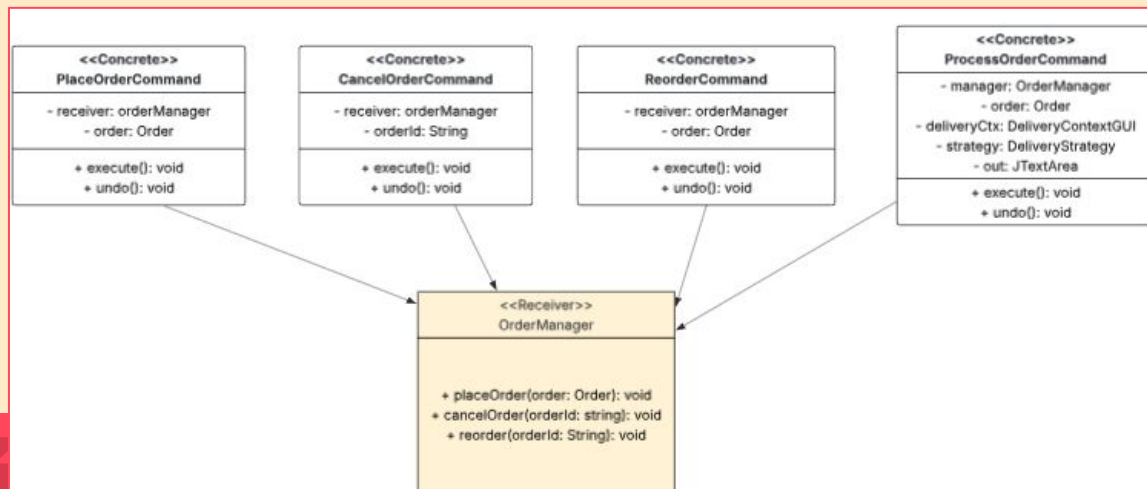 <<Concrete>>
PlaceOrderCommand
- receiver: orderManager
- order: Order
+ execute(): void
+ undo(): void
<<Concrete>>
CancelOrderCommand
- receiver: orderManager
- orderId: String
+ execute(): void
+ undo(): void
<<Concrete>>
ReorderCommand
- receiver: orderManager
- order: Order
+ execute(): void
+ undo(): void
<<Concrete>>
ProcessOrderCommand
- manager: OrderManager
- order: Order
- deliveryCtx: DeliveryContextGUI
- strategy: DeliveryStrategy
- out: JTextArea
+ execute(): void
+ undo(): void
<<Receiver>>
OrderManager
+ placeOrder(order: Order): void
+ cancelOrder(orderId: string): void
+ reorder(orderId: String): void